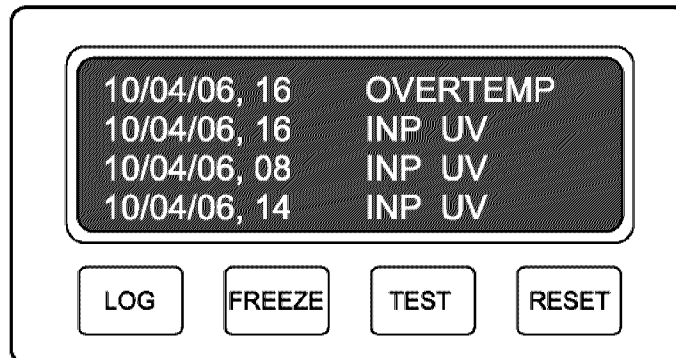 10/04/06, 16 OVERTEMP
10/04/06, 16 INP UV
10/04/06, 08 INP UV
10/04/06, 14 INP UV
LOG FREEZE TEST RESET